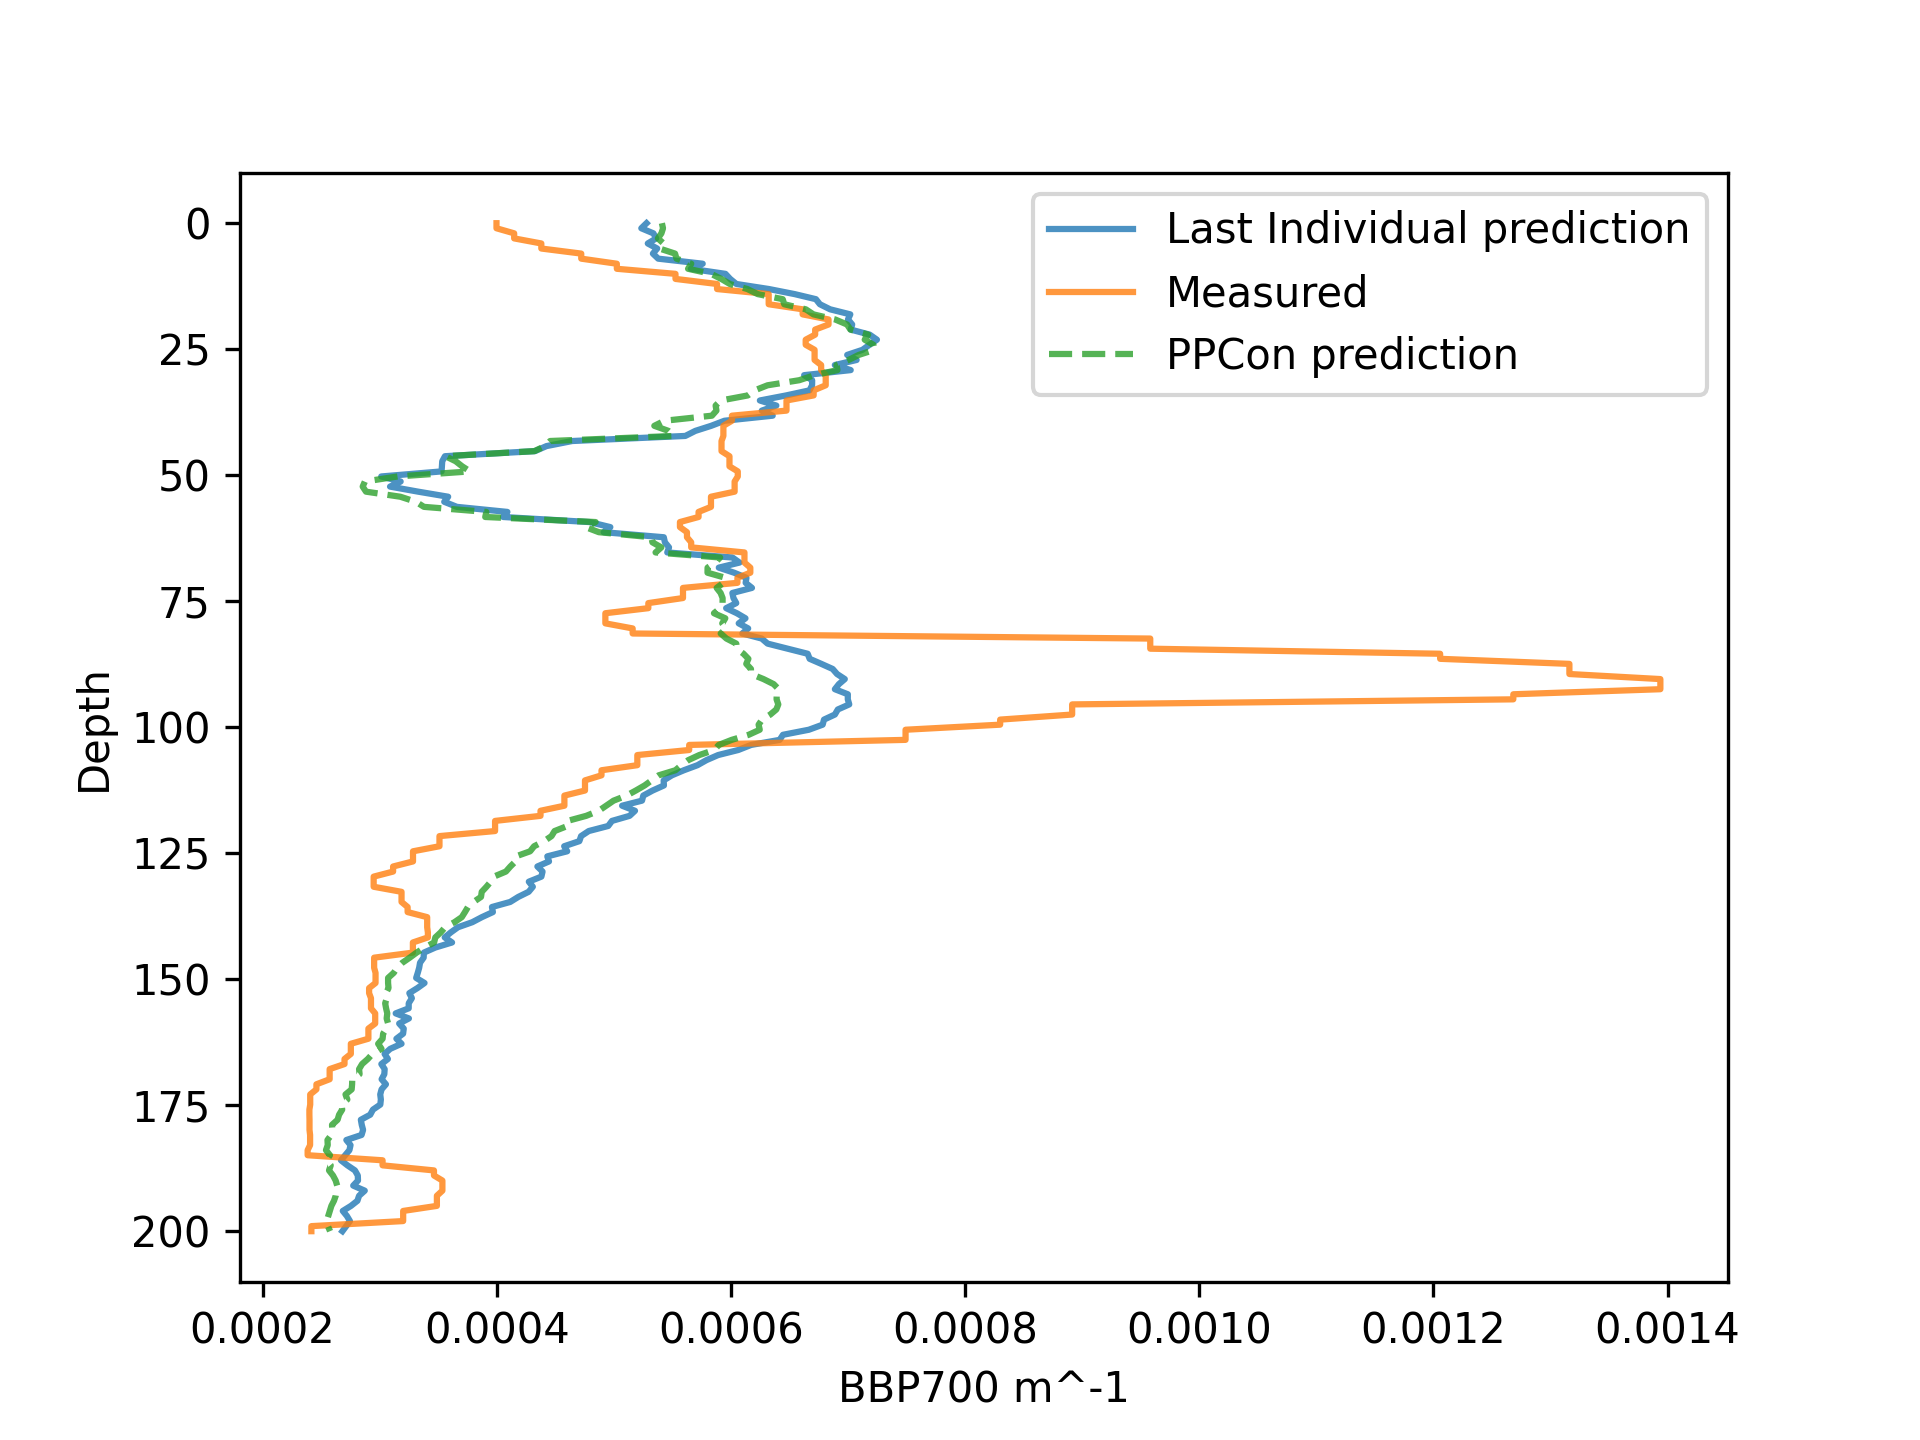 Last Individual prediction
Measured
PPCon prediction
0
25
50
75
100
125
150
175
200
Depth
0.0002 0.0004 0.0006 0.0008 0.0010 0.0012 0.0014
BBP700 m^-1